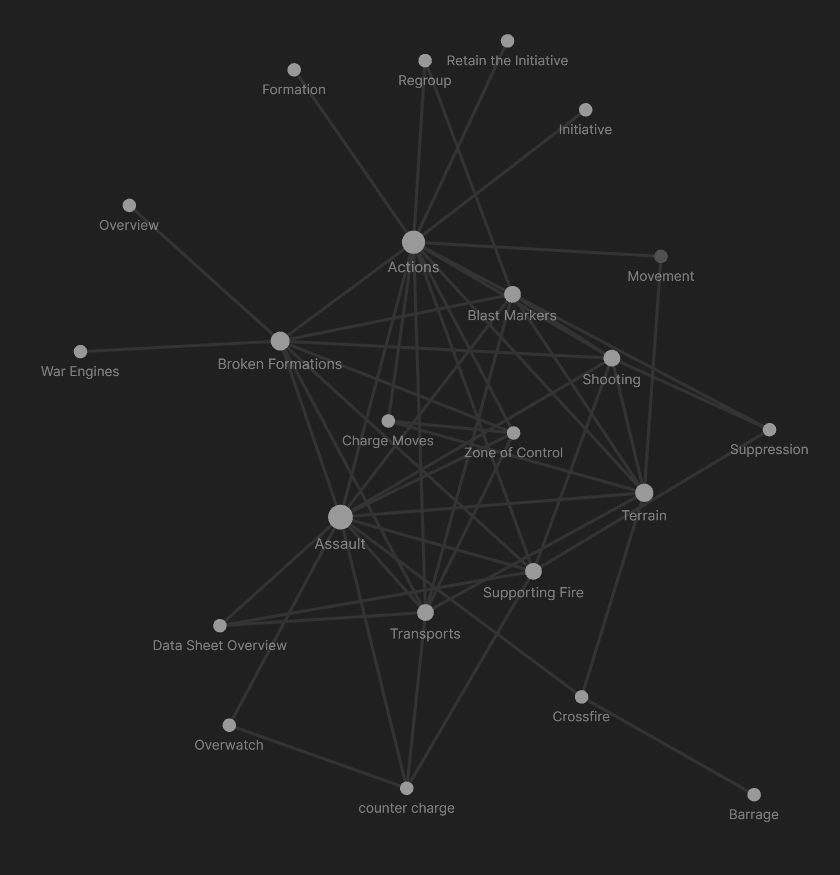 Retain the Initiative
Regroup
Formation
Initiative
Overview
Actions
Movement
Blast Markers
Broken Formations
War Engines
Shooting
Charge Moves
Zone of Control
Suppression
Terrain
Assault
Supporting Fire
Transports
Data Sheet Overview
Crossfire
Overwatch
counter charge
Barrage